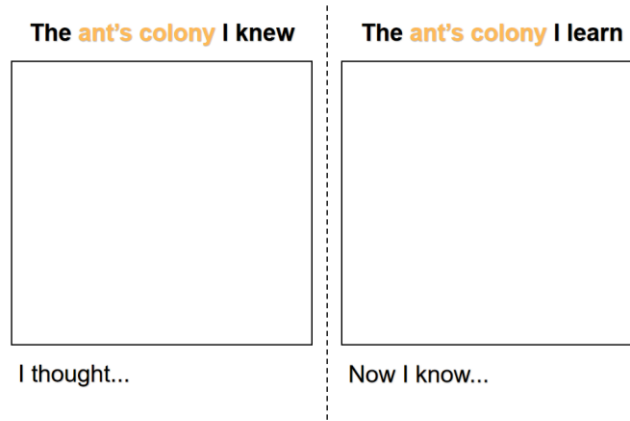 The ant's colony I knew
I thought...
The ant's colony I learn
Now I know...